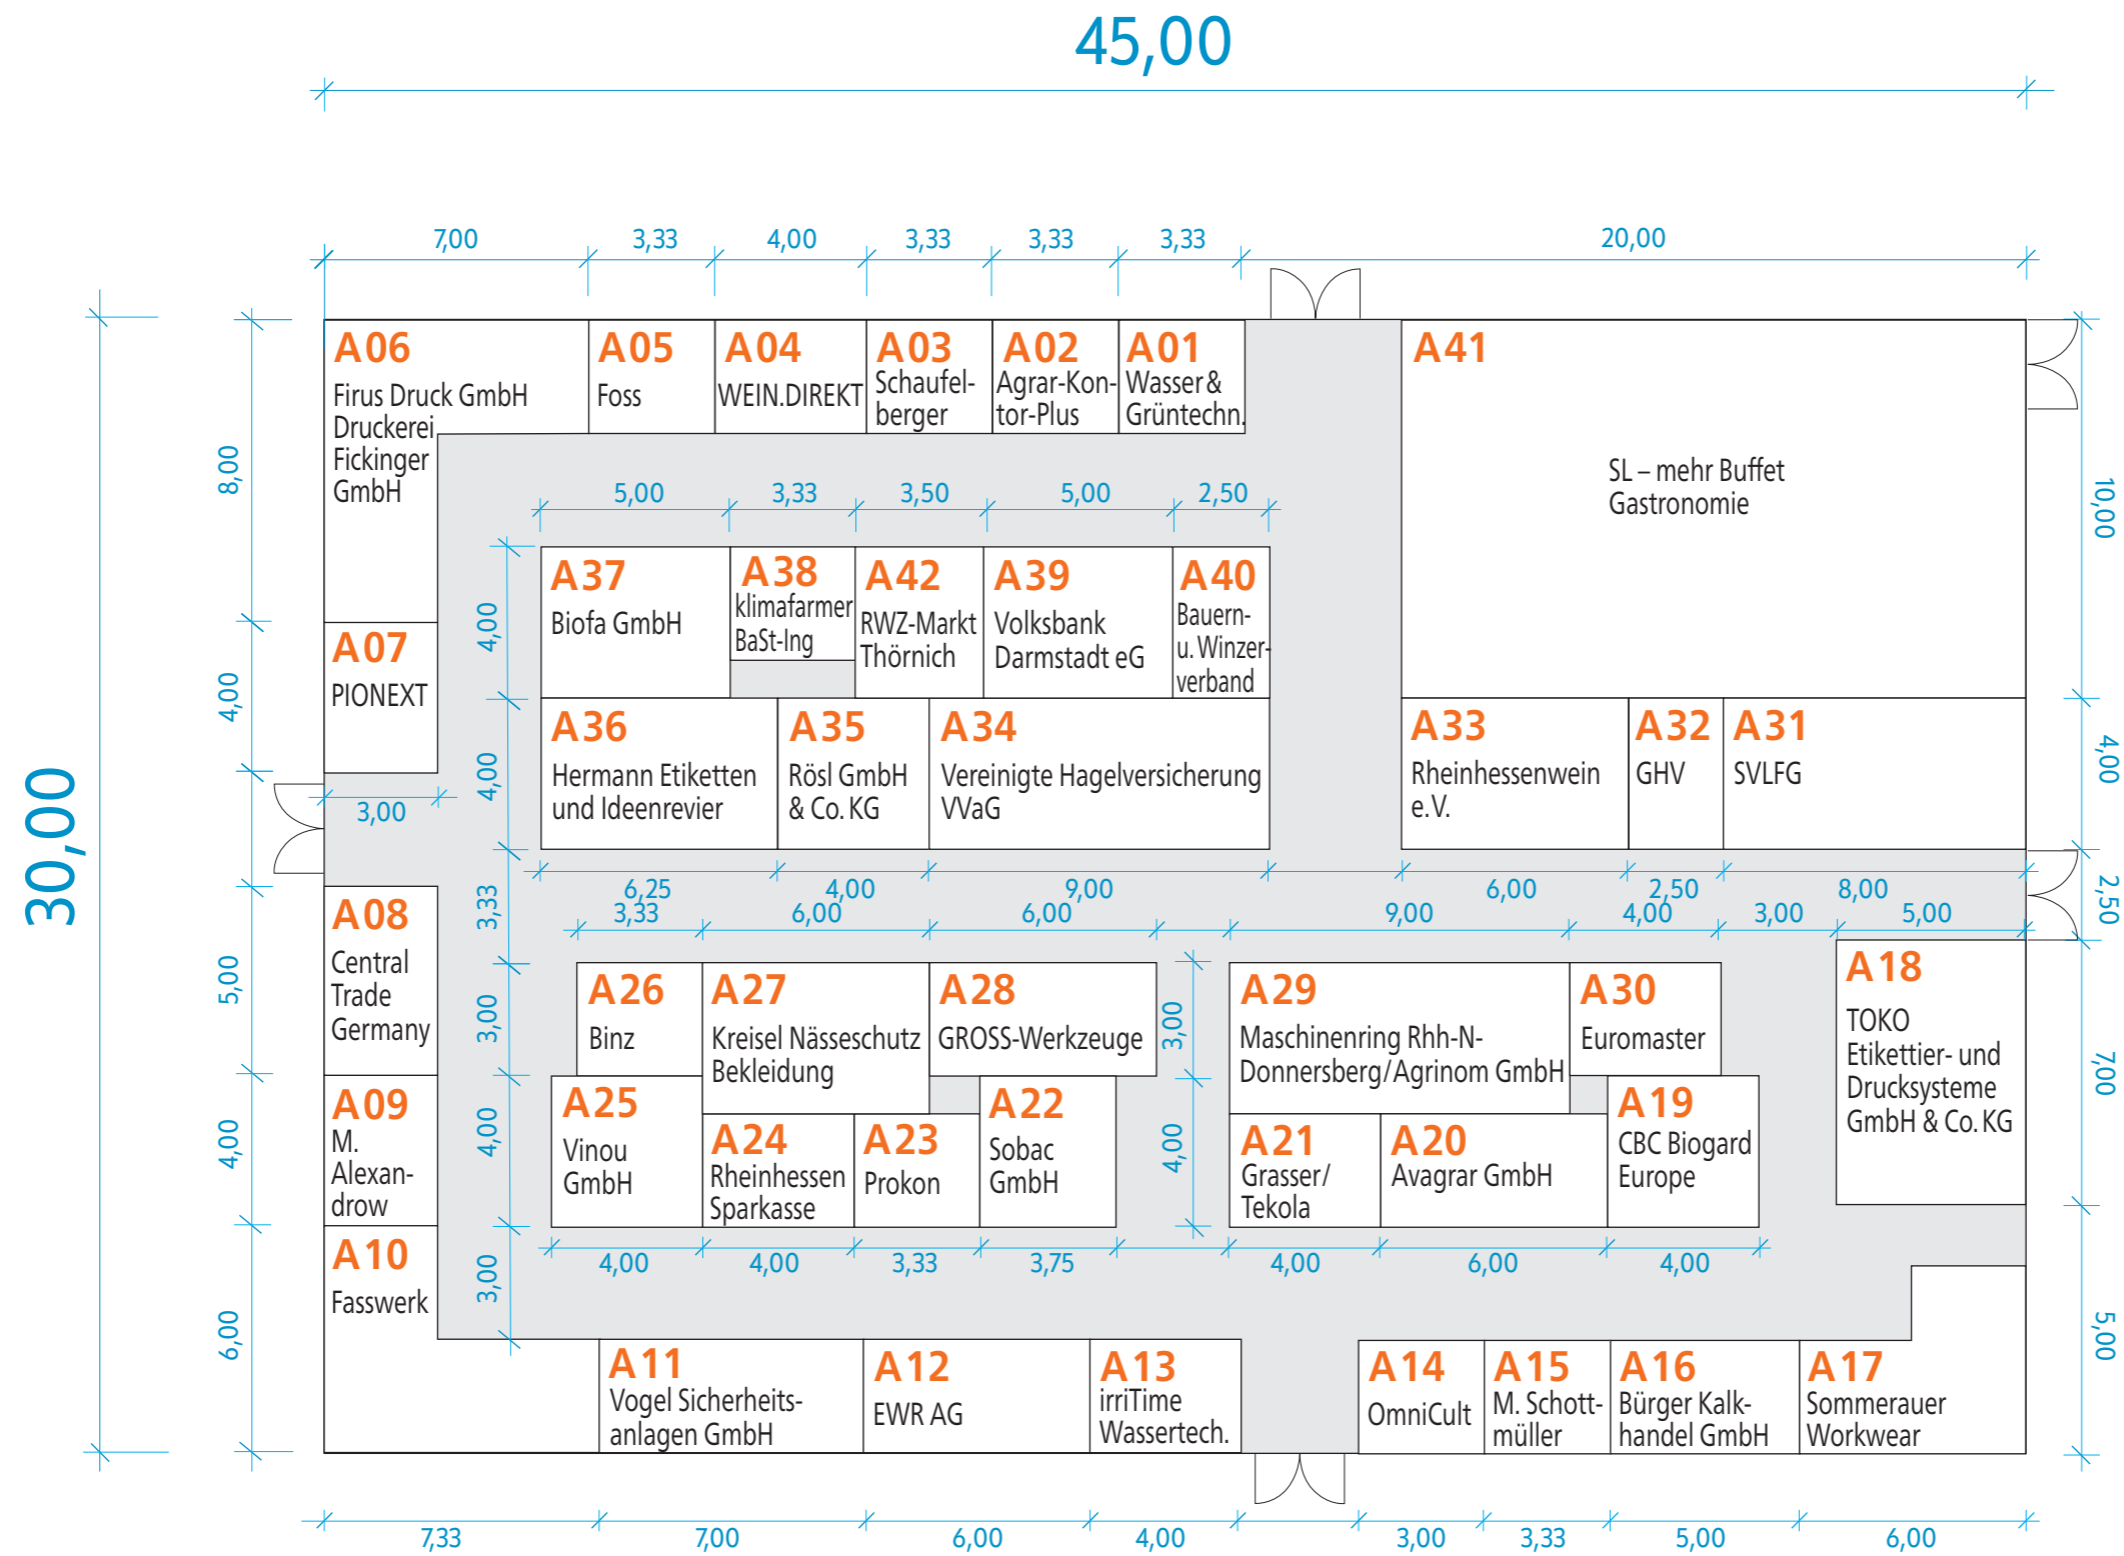 45,00
7,00 3,33 4,00 3,33 3,33 3,33 20,00
30,00
8,00
4,00
5,00
4,00
6,00
A06
Firus Druck GmbH
Druckerei
Fickinger
GmbH
A05
Foss
A04
WEIN.DIREKT
A03
Schaufel-
berger
A02
Agrar-Kon-
tor-Plus
A01
Wasser &
Grüntechn.
A41
SL – mehr Buffet
Gastronomie
10,00
4,00
2,50
7,00
5,00
5,00 3,33 3,50 5,00 2,50
4,00
4,00
3,33
3,00
4,00
3,00
A07
PIONEXT
3,00
A37
Biofa GmbH
A38
klimafarmer
BaSt-Ing
A42
RWZ-Markt
Thörnich
A39
Volksbank
Darmstadt eG
A40
Bauern-
u. Winzer-
verband
A36
Hermann Etiketten
und Ideenrevier
A35
Rösl GmbH
& Co. KG
A34
Vereinigte Hagelversicherung
VVaG
A33
Rheinhessenwein
e.V.
A32
GHV
A31
SVLFG
6,25 4,00 9,00 6,00 2,50 8,00
3,33 6,00 6,00 9,00 4,00 3,00 5,00
A08
Central
Trade
Germany
A09
M.
Alexan-
drow
A10
Fasswerk
A26
Binz
A27
Kreisel Nässeschutz
Bekleidung
A28
GROSS-Werkzeuge
3,00
4,00
A29
Maschinenring Rhh-N-
Donnersberg/Agrinom GmbH
A30
Euromaster
A18
TOKO
Etikettier- und
Drucksysteme
GmbH & Co. KG
A25
Vinou
GmbH
A24
Rheinhessen
Sparkasse
A23
Prokon
A22
Sobac
GmbH
A21
Grasser/
Tekola
A20
Avagrar GmbH
A19
CBC Biogard
Europe
4,00 4,00 3,33 3,75 4,00 6,00 4,00
A11
Vogel Sicherheits-
anlagen GmbH
A12
EWR AG
A13
irriTime
Wassertech.
A14
OmniCult
A15
M. Schott-
müller
A16
Bürger Kalk-
handel GmbH
A17
Sommerauer
Workwear
7,33 7,00 6,00 4,00 3,00 3,33 5,00 6,00